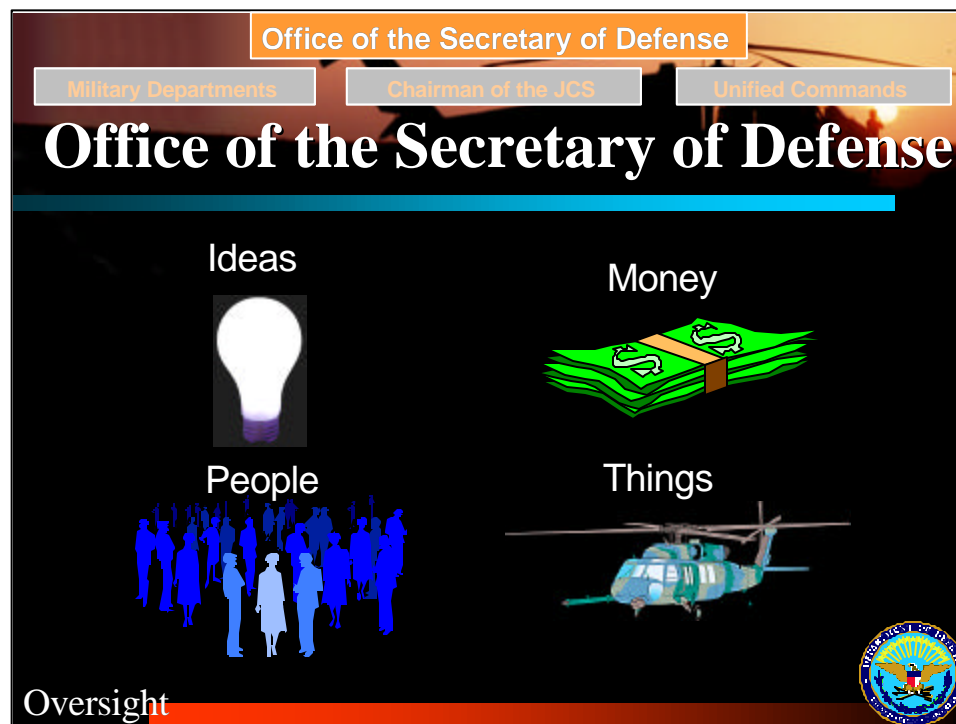 Office of the Secretary of Defense
Military Departments
Chairman of the JCS
Unified Commands
Office of the Secretary of Defense
Ideas
Money
$ $
People
Things
Oversight